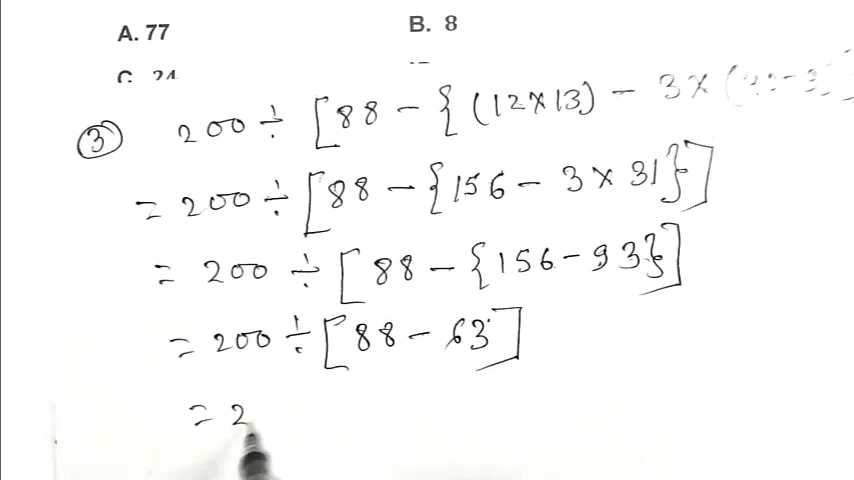 A. 77 B. 8
③ 200 ÷ [88 - {(12×13) - 3 × (
= 200 ÷ [88 - {156 - 3 × 31}]
= 200 ÷ [88 - {156 - 93}]
= 200 ÷ [88 - 63]
= 2